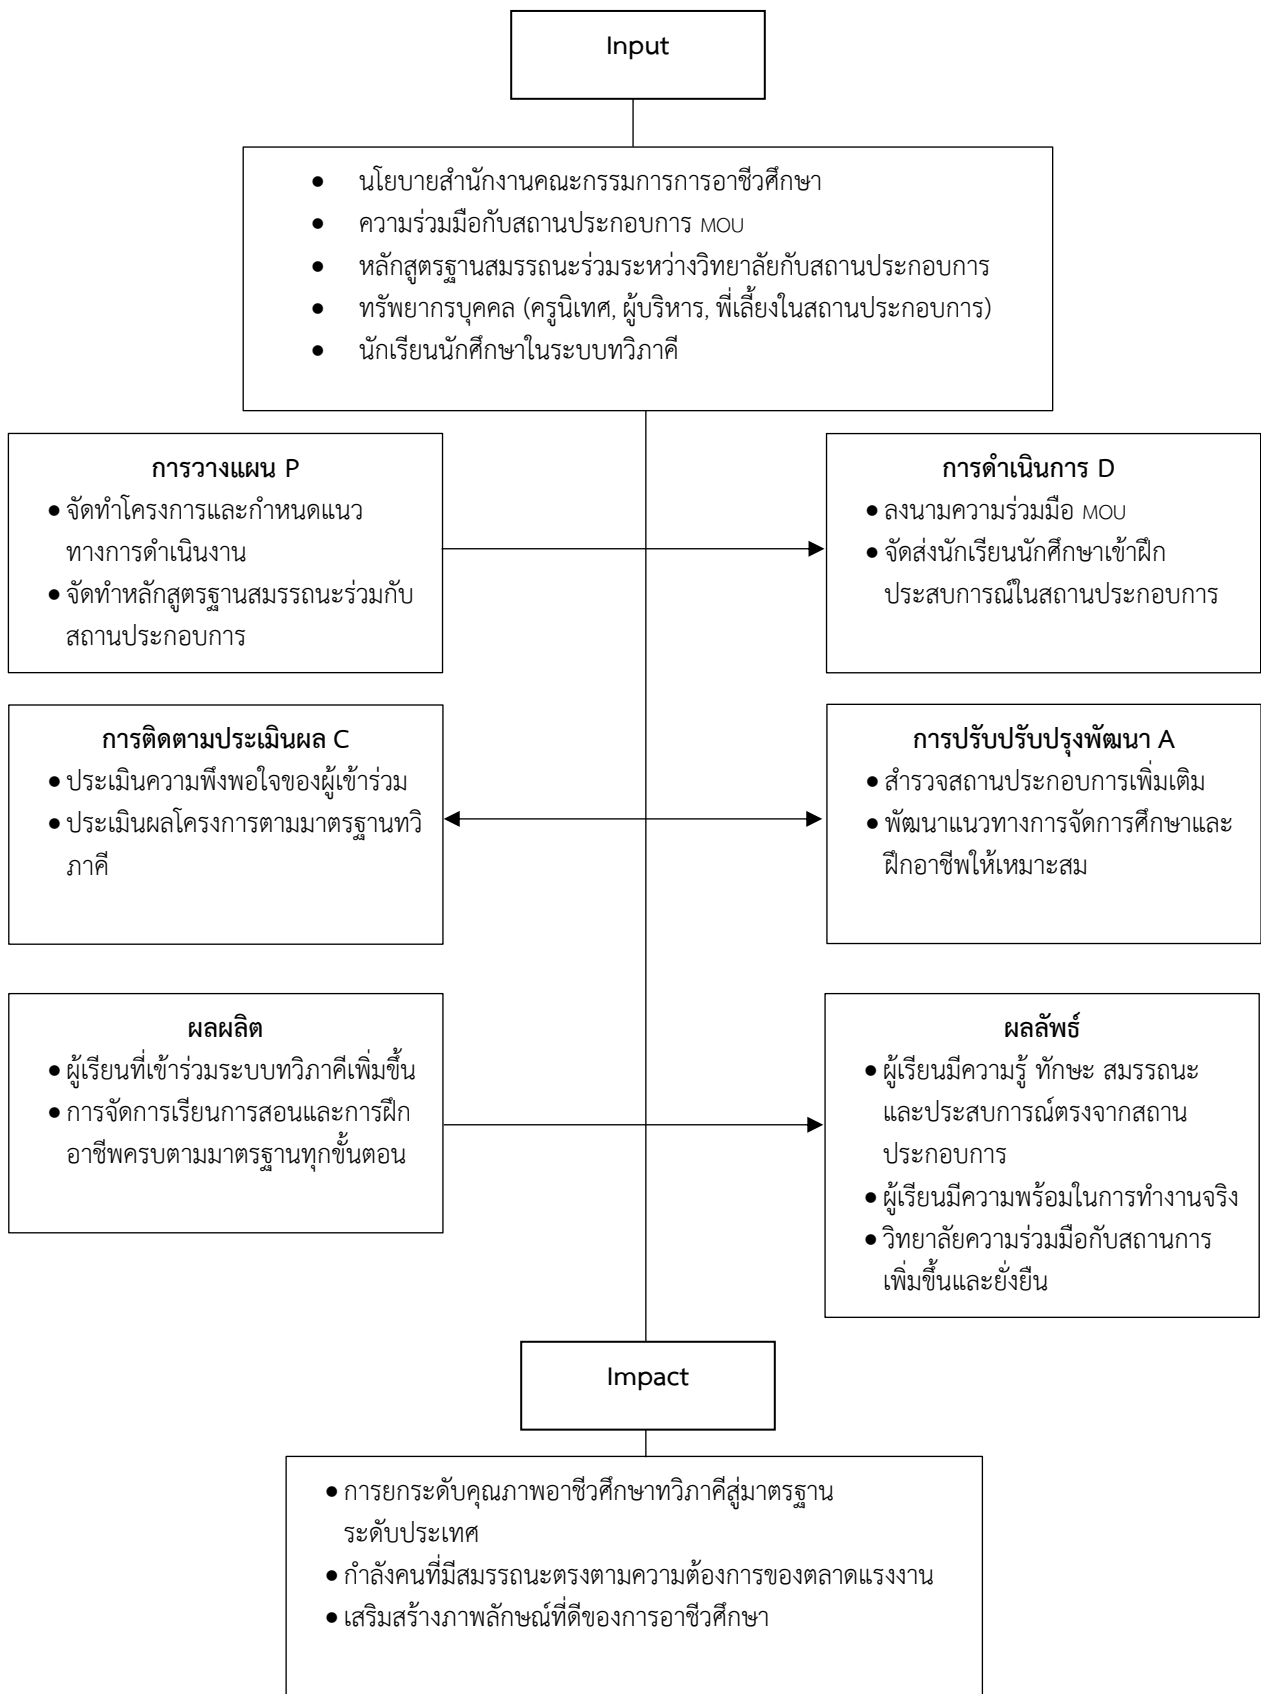 Input
● นโยบายสำนักงานคณะกรรมการการอาชีวศึกษา
● ความร่วมมือกับสถานประกอบการ MOU
● หลักสูตรฐานสมรรถนะร่วมระหว่างวิทยาลัยกับสถานประกอบการ
● ทรัพยากรบุคคล (ครูนิเทศ, ผู้บริหาร, พี่เลี้ยงในสถานประกอบการ)
● นักเรียนนักศึกษาในระบบทวิภาคี
การวางแผน P
● จัดทำโครงการและกำหนดแนว
ทางการดำเนินงาน
● จัดทำหลักสูตรฐานสมรรถนะร่วมกับ
สถานประกอบการ
การดำเนินการ D
● ลงนามความร่วมมือ MOU
● จัดส่งนักเรียนนักศึกษาเข้าฝึก
ประสบการณ์ในสถานประกอบการ
การติดตามประเมินผล C
● ประเมินความพึงพอใจของผู้เข้าร่วม
● ประเมินผลโครงการตามมาตรฐานทวิ
ภาคี
การปรับปรับปรุงพัฒนา A
● สำรวจสถานประกอบการเพิ่มเติม
● พัฒนาแนวทางการจัดการศึกษาและ
ฝึกอาชีพให้เหมาะสม
ผลผลิต
● ผู้เรียนที่เข้าร่วมระบบทวิภาคีเพิ่มขึ้น
● การจัดการเรียนการสอนและการฝึก
อาชีพครบตามมาตรฐานทุกขั้นตอน
ผลลัพธ์
● ผู้เรียนมีความรู้ ทักษะ สมรรถนะ
และประสบการณ์ตรงจากสถาน
ประกอบการ
● ผู้เรียนมีความพร้อมในการทำงานจริง
● วิทยาลัยความร่วมมือกับสถานการ
เพิ่มขึ้นและยั่งยืน
Impact
● การยกระดับคุณภาพอาชีวศึกษาทวิภาคีสู่มาตรฐาน
ระดับประเทศ
● กำลังคนที่มีสมรรถนะตรงตามความต้องการของตลาดแรงงาน
● เสริมสร้างภาพลักษณ์ที่ดีของการอาชีวศึกษา